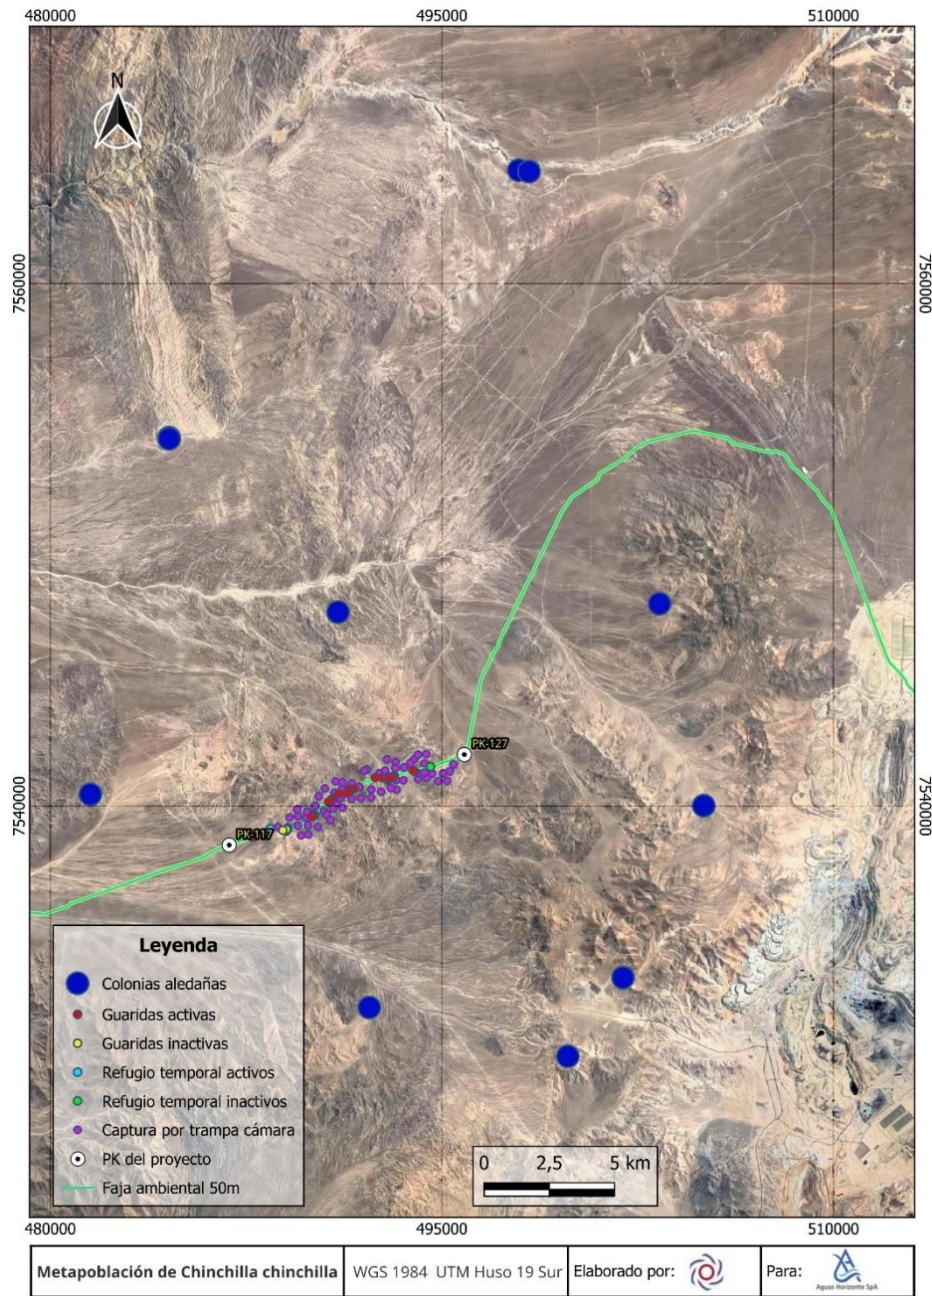 480000 495000 510000
N
7560000 7560000
PK-127
7540000 7540000
PK-117
Leyenda
Colonias aledañas
Guaridas activas
Guaridas inactivas
Refugio temporal activos
Refugio temporal inactivos
Captura por trampa cámara
PK del proyecto
Faja ambiental 50m
0 2,5 5 km
480000 495000 510000
Metapoblación de Chinchilla chinchilla WGS 1984 UTM Huso 19 Sur Elaborado por: Para:
Aguas Horizonte SpA